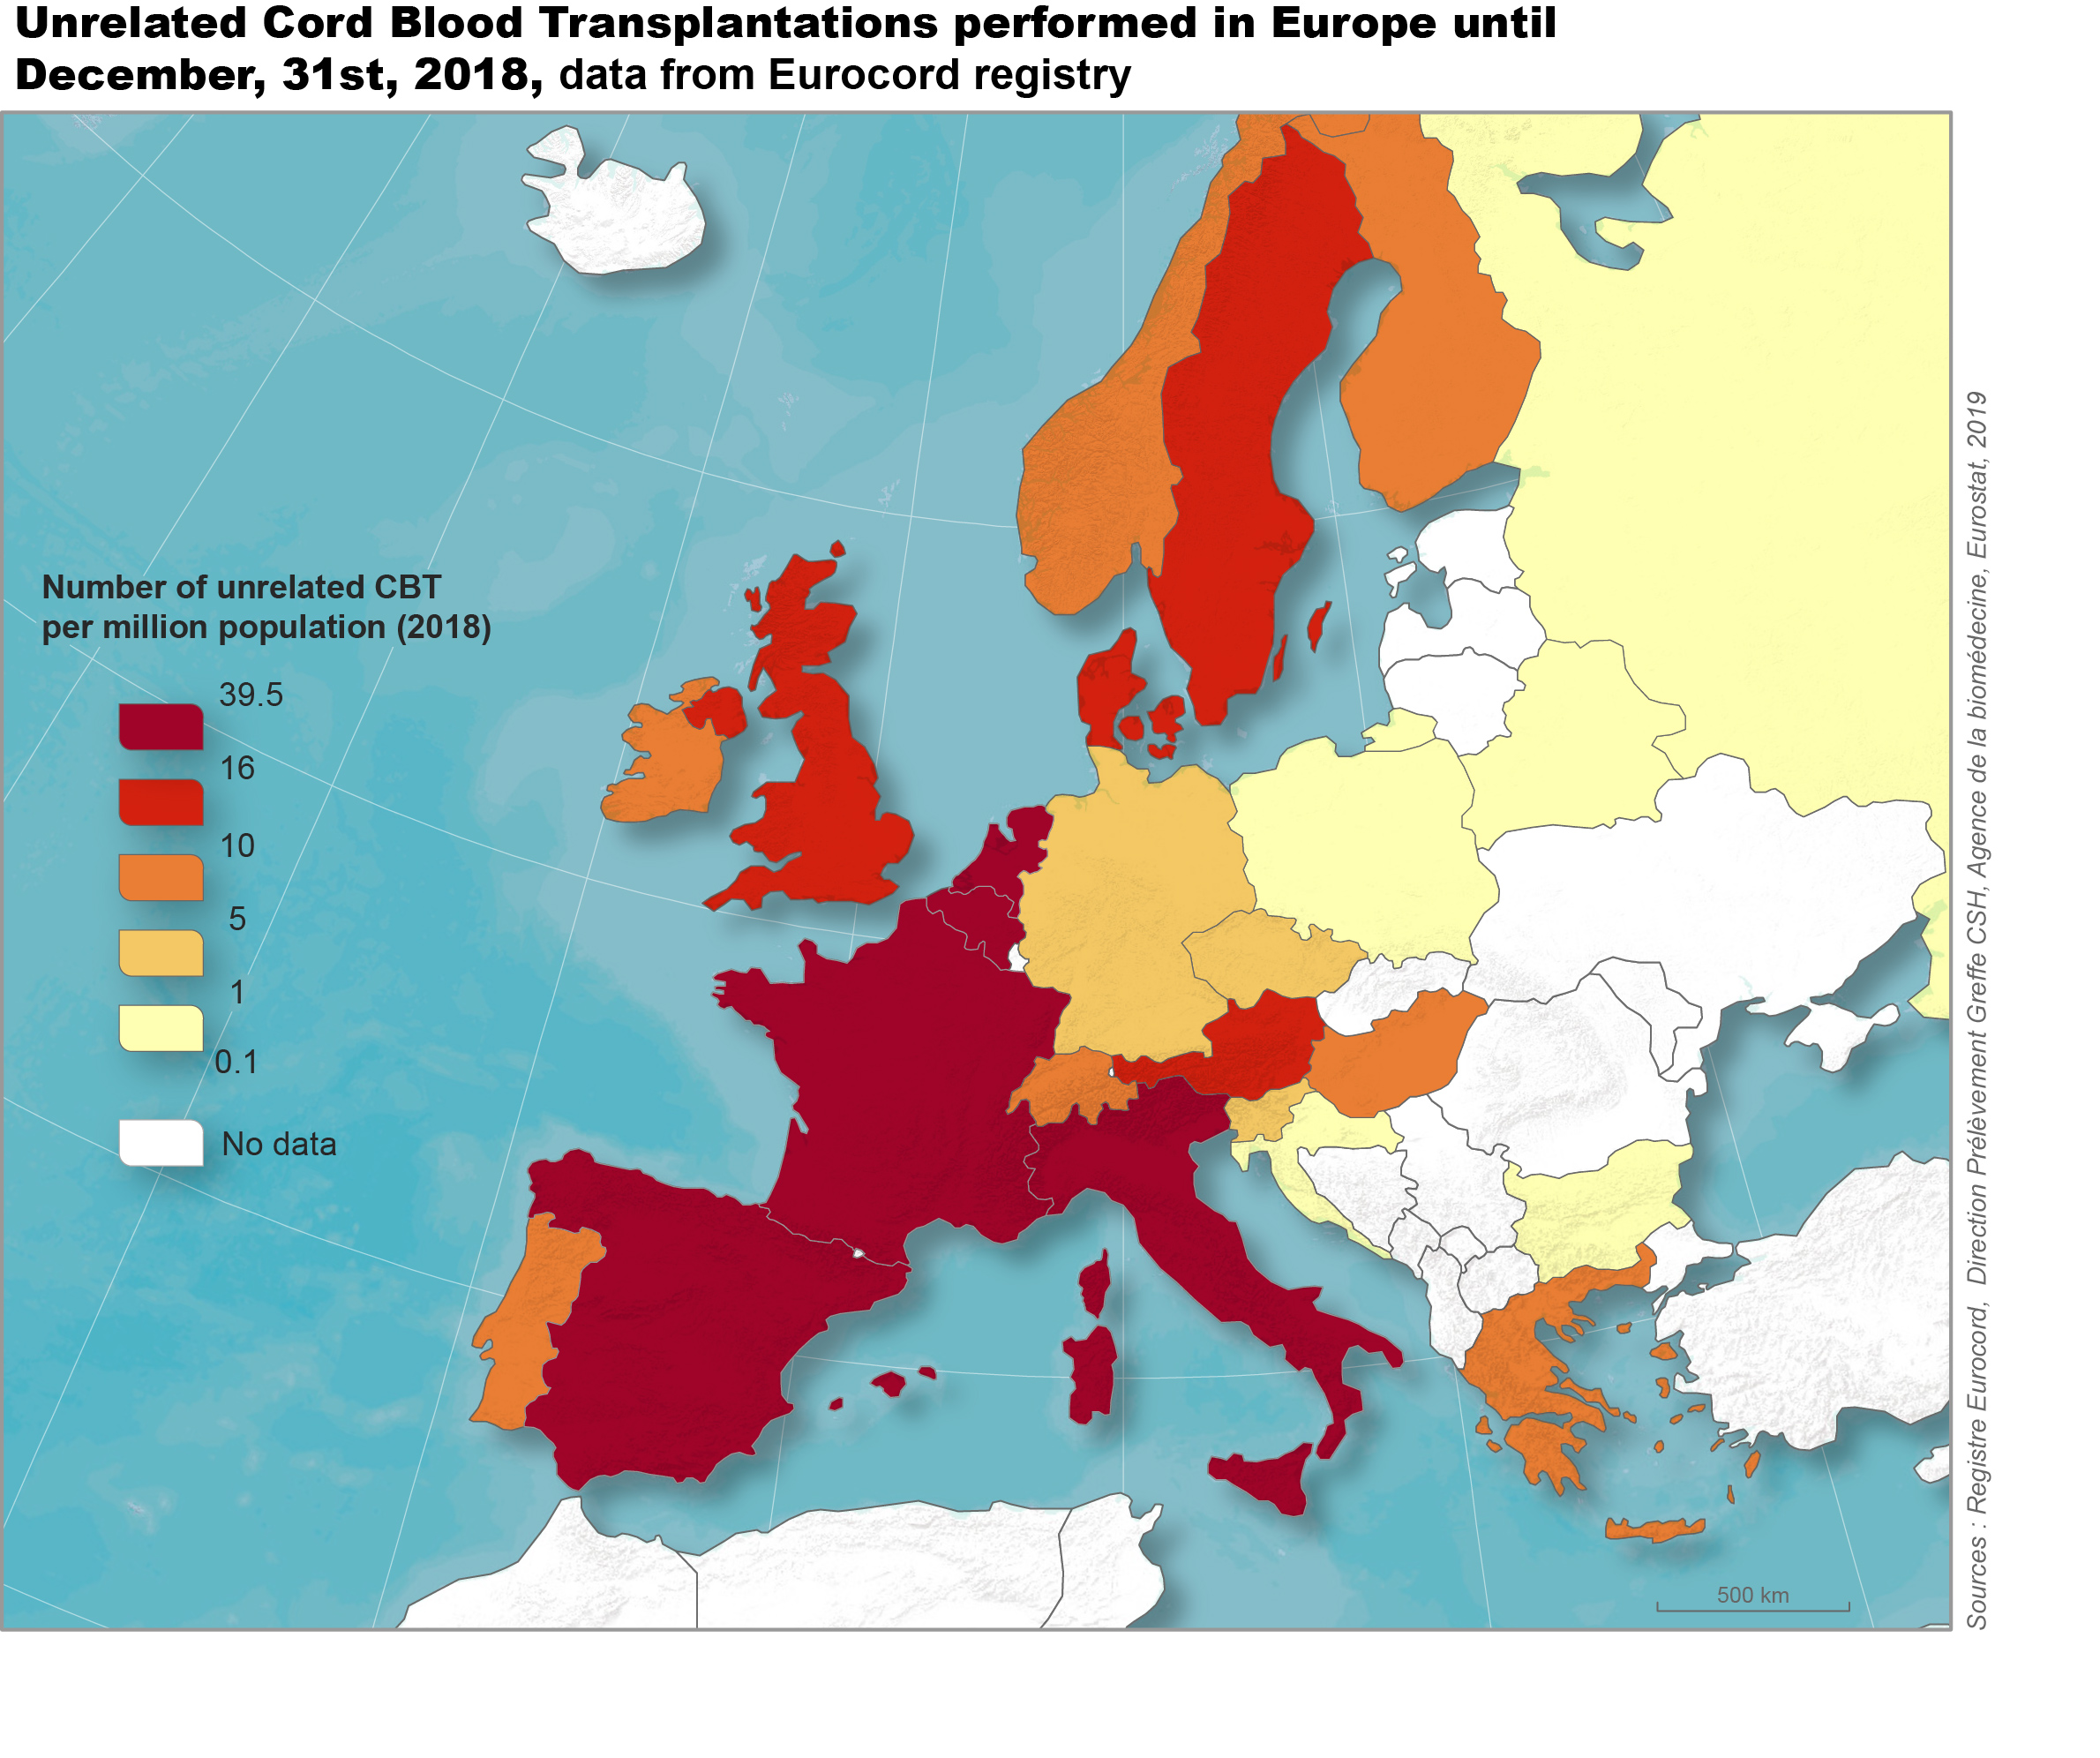 Unrelated Cord Blood Transplantations performed in Europe until
December, 31st, 2018, data from Eurocord registry
Number of unrelated CBT
per million population (2018)
39.5
16
10
5
1
0.1
No data
500 km
Sources : Registre Eurocord, Direction Prélèvement Greffe CSH, Agence de la biomédecine, Eurostat, 2019